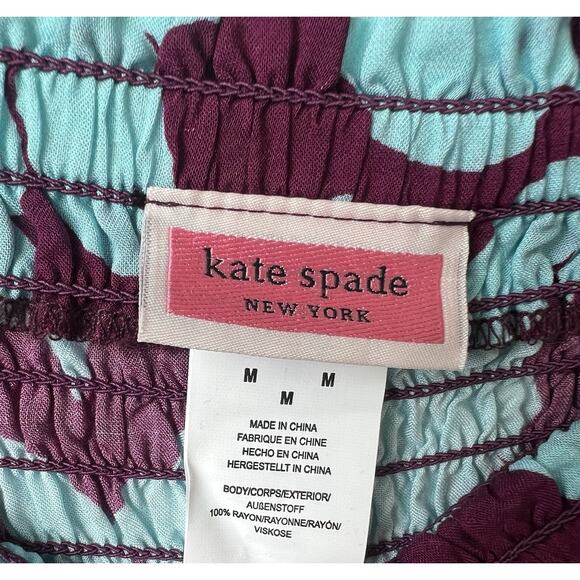 kate spade
NEW YORK
M M
M
MADE IN CHINA
FABRIQUE EN CHINE
HECHO EN CHINA
HERGESTELLT IN CHINA
BODY/CORPS/EXTERIOR/
AUßENSTOFF
100% RAYON/RAYONNE/RAYÓN/
VISKOSE